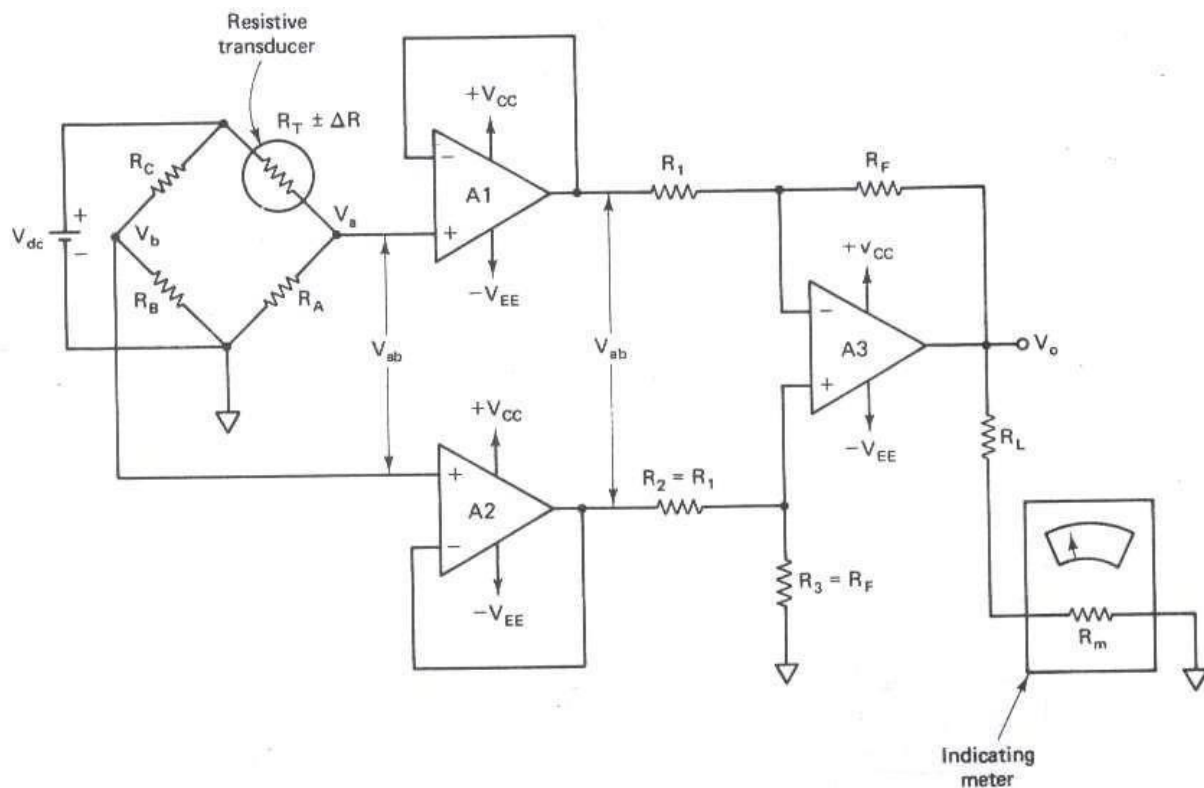 Resistive
transducer
R_T ± ΔR
+V_CC
R_C
R_1
R_F
−
A1
V_a
V_dc
+
−
V_b
+
+v_CC
−V_EE
R_B
R_A
−
V_ab
V_ab
A3
V_o
+
+V_CC
−V_EE
R_L
+
R_2 = R_1
A2
−
R_3 = R_F
−V_EE
R_m
Indicating
meter